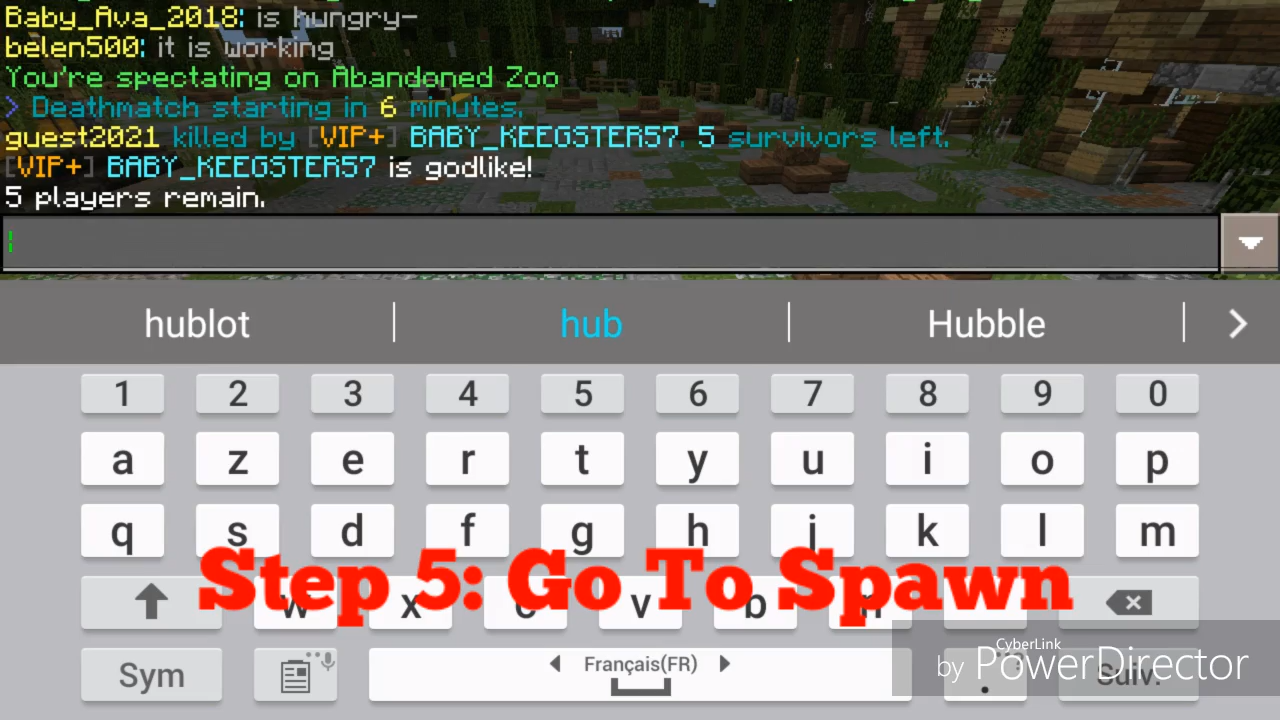 Baby_Ava_2018: is hungry-
belen500: it is working
You're spectating on Abandoned Zoo
> Deathmatch starting in 6 minutes.
guest2021 killed by [VIP+] BABY_KEEGSTER57. 5 survivors left.
[VIP+] BABY_KEEGSTER57 is godlike!
5 players remain.
hublot hub Hubble
1 2 3 4 5 6 7 8 9 0
a z e r t y u i o p
q s d f g h j k l m
Step 5: Go To Spawn
w x c v b n
CyberLink
by PowerDirector
Sym Français(FR) . Suiv.